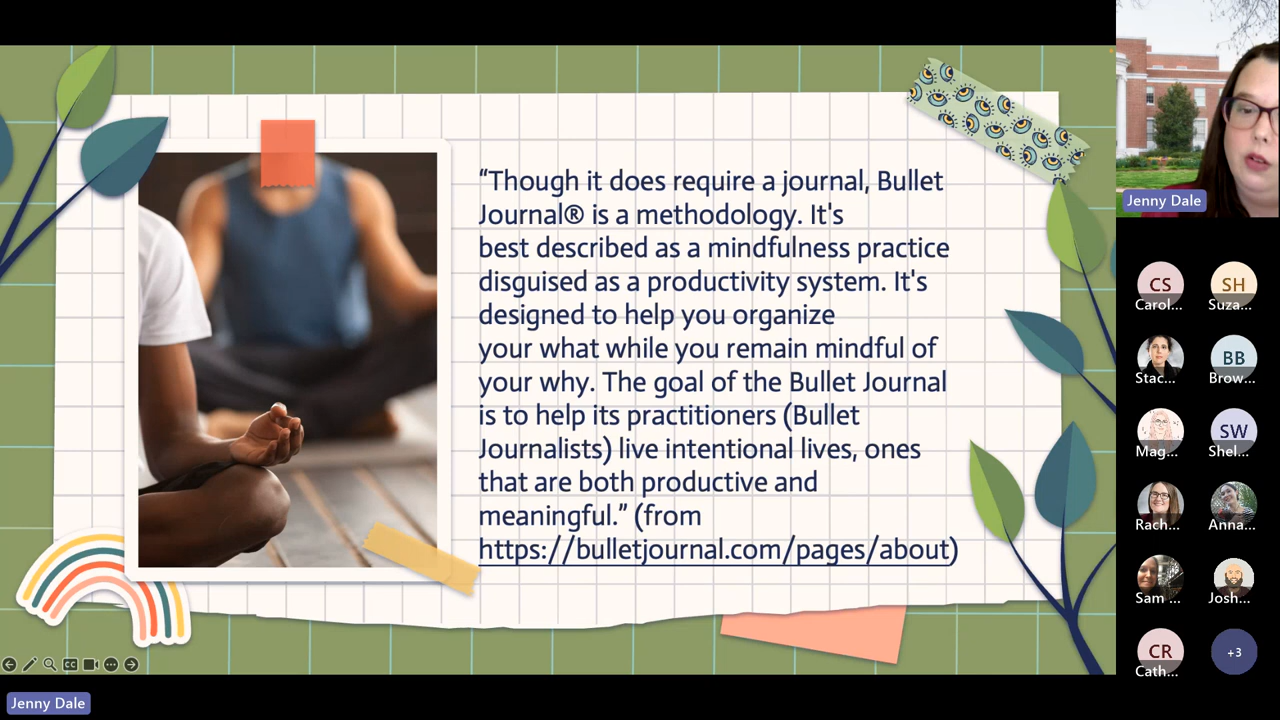 “Though it does require a journal, Bullet
Journal® is a methodology. It's
best described as a mindfulness practice
disguised as a productivity system. It's
designed to help you organize
your what while you remain mindful of
your why. The goal of the Bullet Journal
is to help its practitioners (Bullet
Journalists) live intentional lives, ones
that are both productive and
meaningful.” (from
https://bulletjournal.com/pages/about)
Jenny Dale
CS
Carol...
SH
Suza...
Stac...
BB
Brow...
Mag...
SW
Shel...
Rach...
Anna...
Sam ...
Josh...
CR
Cath...
+3
CC
Jenny Dale